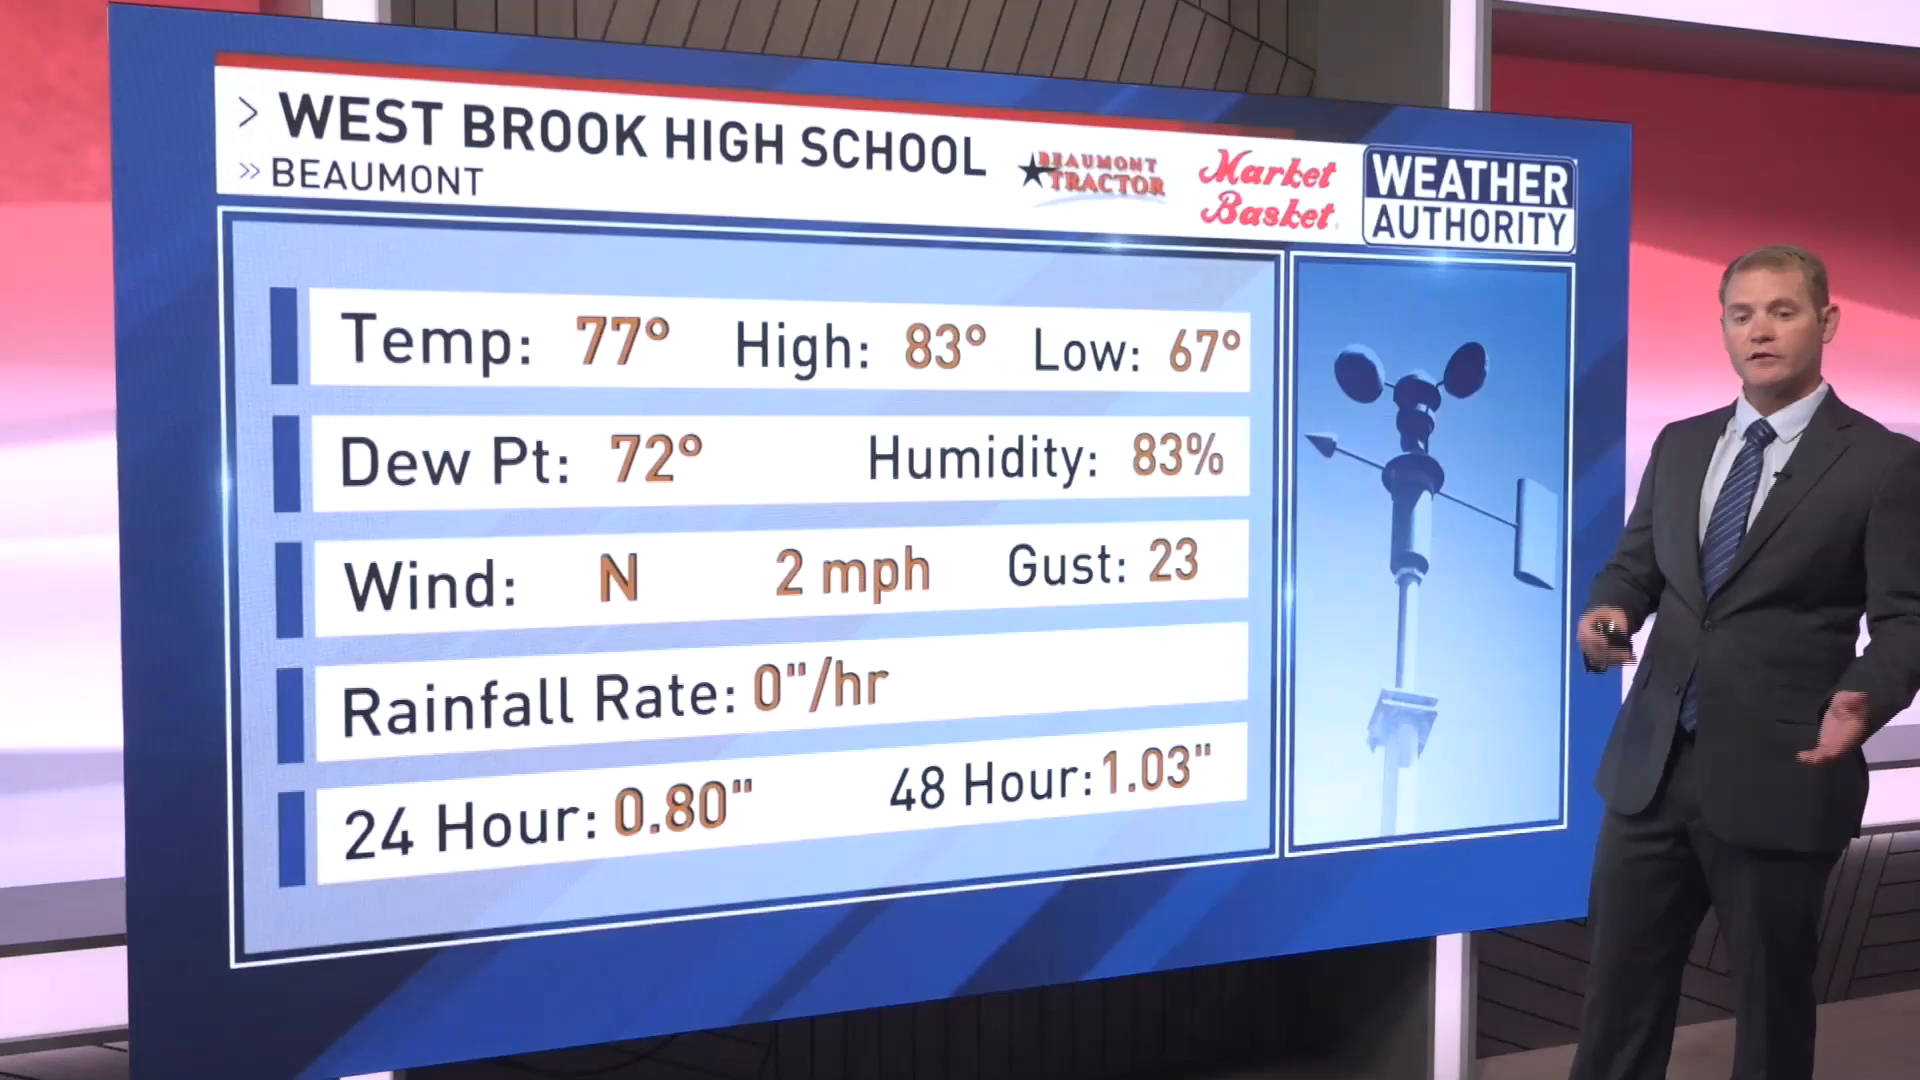 > WEST BROOK HIGH SCHOOL
» BEAUMONT
BEAUMONT
TRACTOR
Market
Basket
WEATHER
AUTHORITY
Temp: 77° High: 83° Low: 67°
Dew Pt: 72° Humidity: 83%
Wind: N 2 mph Gust: 23
Rainfall Rate: 0"/hr
24 Hour: 0.80" 48 Hour: 1.03"